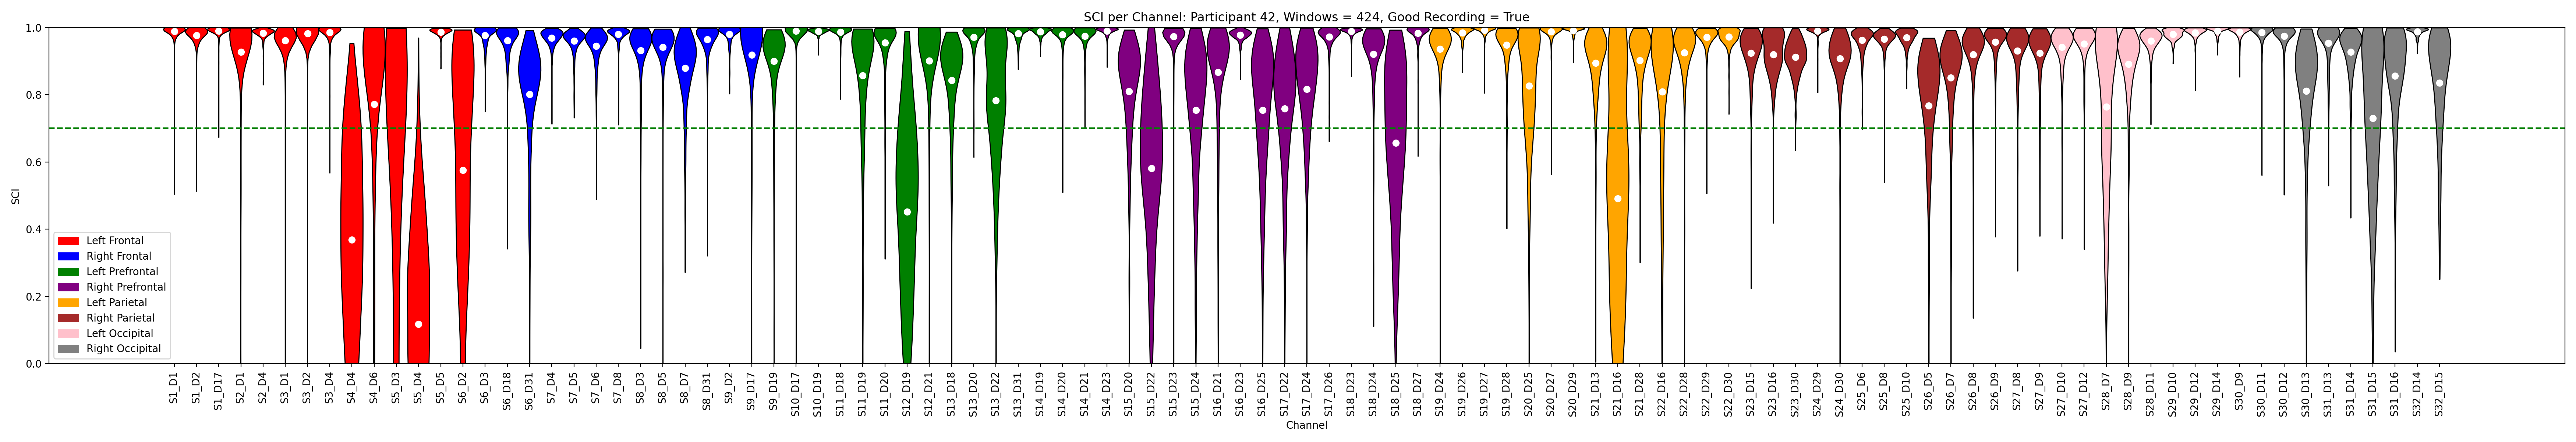 SCI per Channel: Participant 42, Windows = 424, Good Recording = True
1.0
0.8
0.6
0.4
0.2
0.0
SCI
Left Frontal
Right Frontal
Left Prefrontal
Right Prefrontal
Left Parietal
Right Parietal
Left Occipital
Right Occipital
S1_D1
S1_D2
S1_D17
S2_D1
S2_D4
S3_D1
S3_D2
S3_D4
S4_D4
S4_D6
S5_D3
S5_D4
S5_D5
S6_D2
S6_D3
S6_D18
S6_D31
S7_D4
S7_D5
S7_D6
S7_D8
S8_D3
S8_D5
S8_D7
S8_D31
S9_D2
S9_D17
S9_D19
S10_D17
S10_D19
S11_D18
S11_D19
S11_D20
S12_D19
S12_D21
S13_D18
S13_D22
S13_D31
S14_D19
S14_D20
S14_D21
S14_D23
S15_D20
S15_D22
S15_D23
S15_D24
S16_D21
S16_D23
S16_D25
S17_D22
S17_D24
S17_D26
S18_D23
S18_D24
S18_D25
S18_D27
S19_D24
S19_D26
S19_D27
S19_D28
S20_D25
S20_D27
S20_D29
S21_D13
S21_D16
S21_D28
S22_D16
S22_D28
S22_D29
S22_D30
S23_D15
S23_D16
S23_D30
S24_D29
S24_D30
S25_D6
S25_D8
S25_D10
S26_D5
S26_D7
S26_D8
S26_D9
S27_D8
S27_D9
S27_D10
S27_D12
S28_D7
S28_D9
S28_D11
S29_D10
S29_D12
S29_D14
S30_D9
S30_D11
S30_D12
S30_D13
S31_D13
S31_D14
S31_D15
S31_D16
S32_D14
S32_D15
Channel